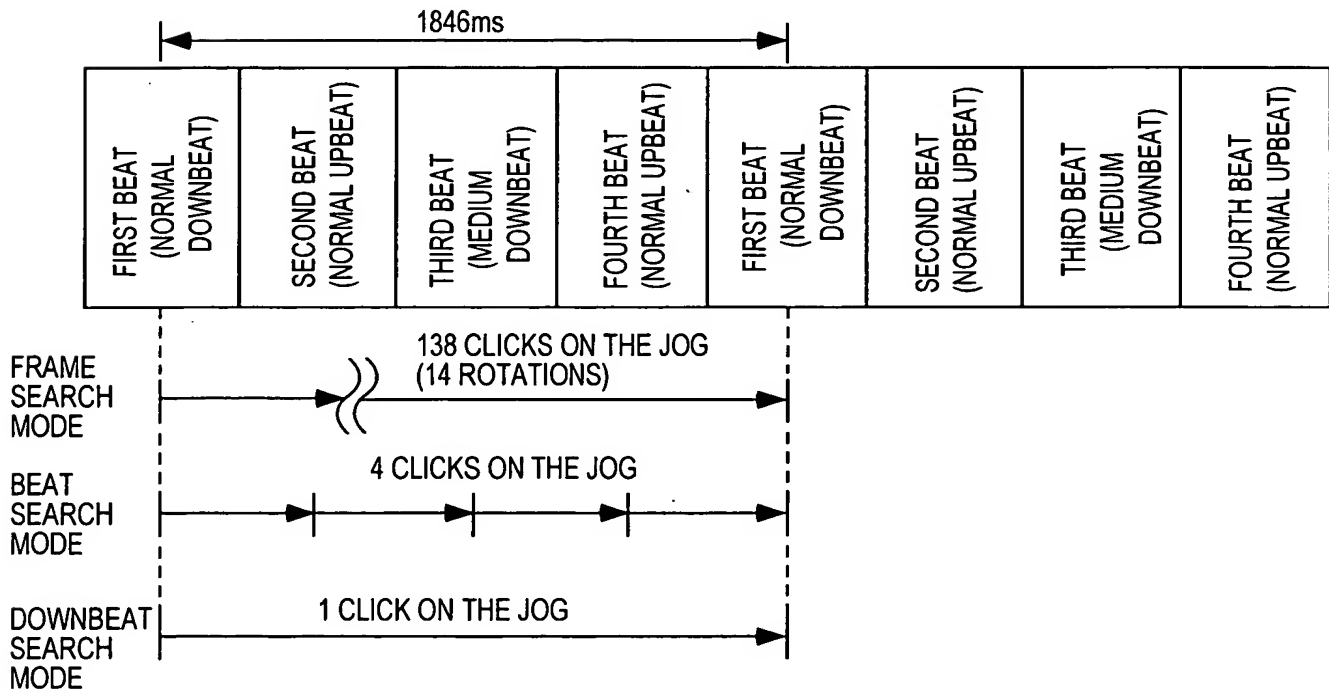 1846ms
FIRST BEAT
(NORMAL
DOWNBEAT)
SECOND BEAT
(NORMAL UPBEAT)
THIRD BEAT
(MEDIUM
DOWNBEAT)
FOURTH BEAT
(NORMAL UPBEAT)
FIRST BEAT
(NORMAL
DOWNBEAT)
SECOND BEAT
(NORMAL UPBEAT)
THIRD BEAT
(MEDIUM
DOWNBEAT)
FOURTH BEAT
(NORMAL UPBEAT)
FRAME
SEARCH
MODE
138 CLICKS ON THE JOG
(14 ROTATIONS)
BEAT
SEARCH
MODE
4 CLICKS ON THE JOG
DOWNBEAT
SEARCH
MODE
1 CLICK ON THE JOG